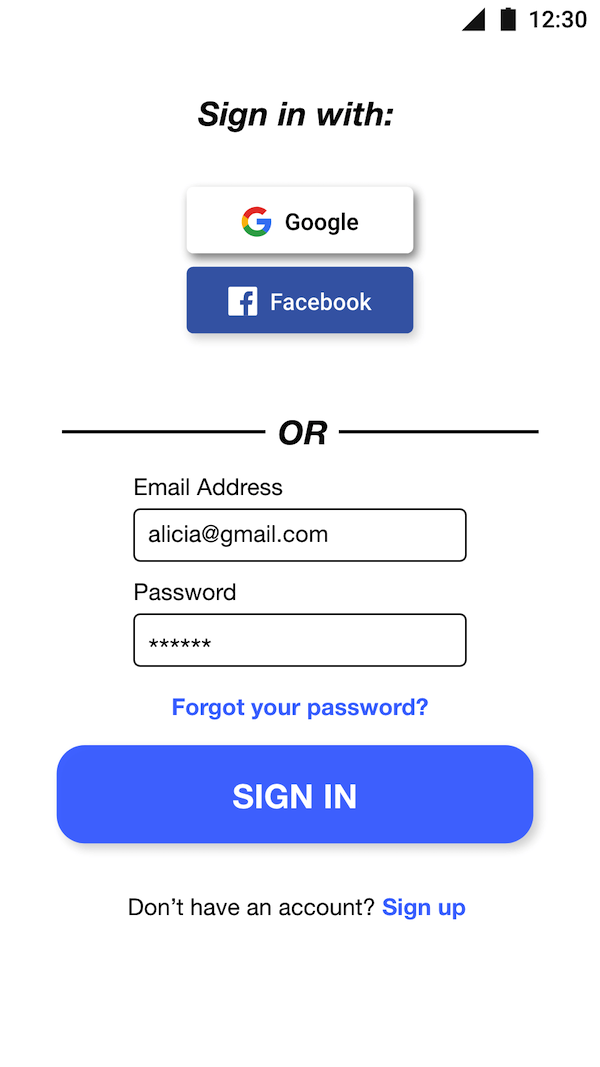 12:30
Sign in with:
Google
Facebook
OR
Email Address
alicia@gmail.com
Password
******
Forgot your password?
SIGN IN
Don’t have an account? Sign up